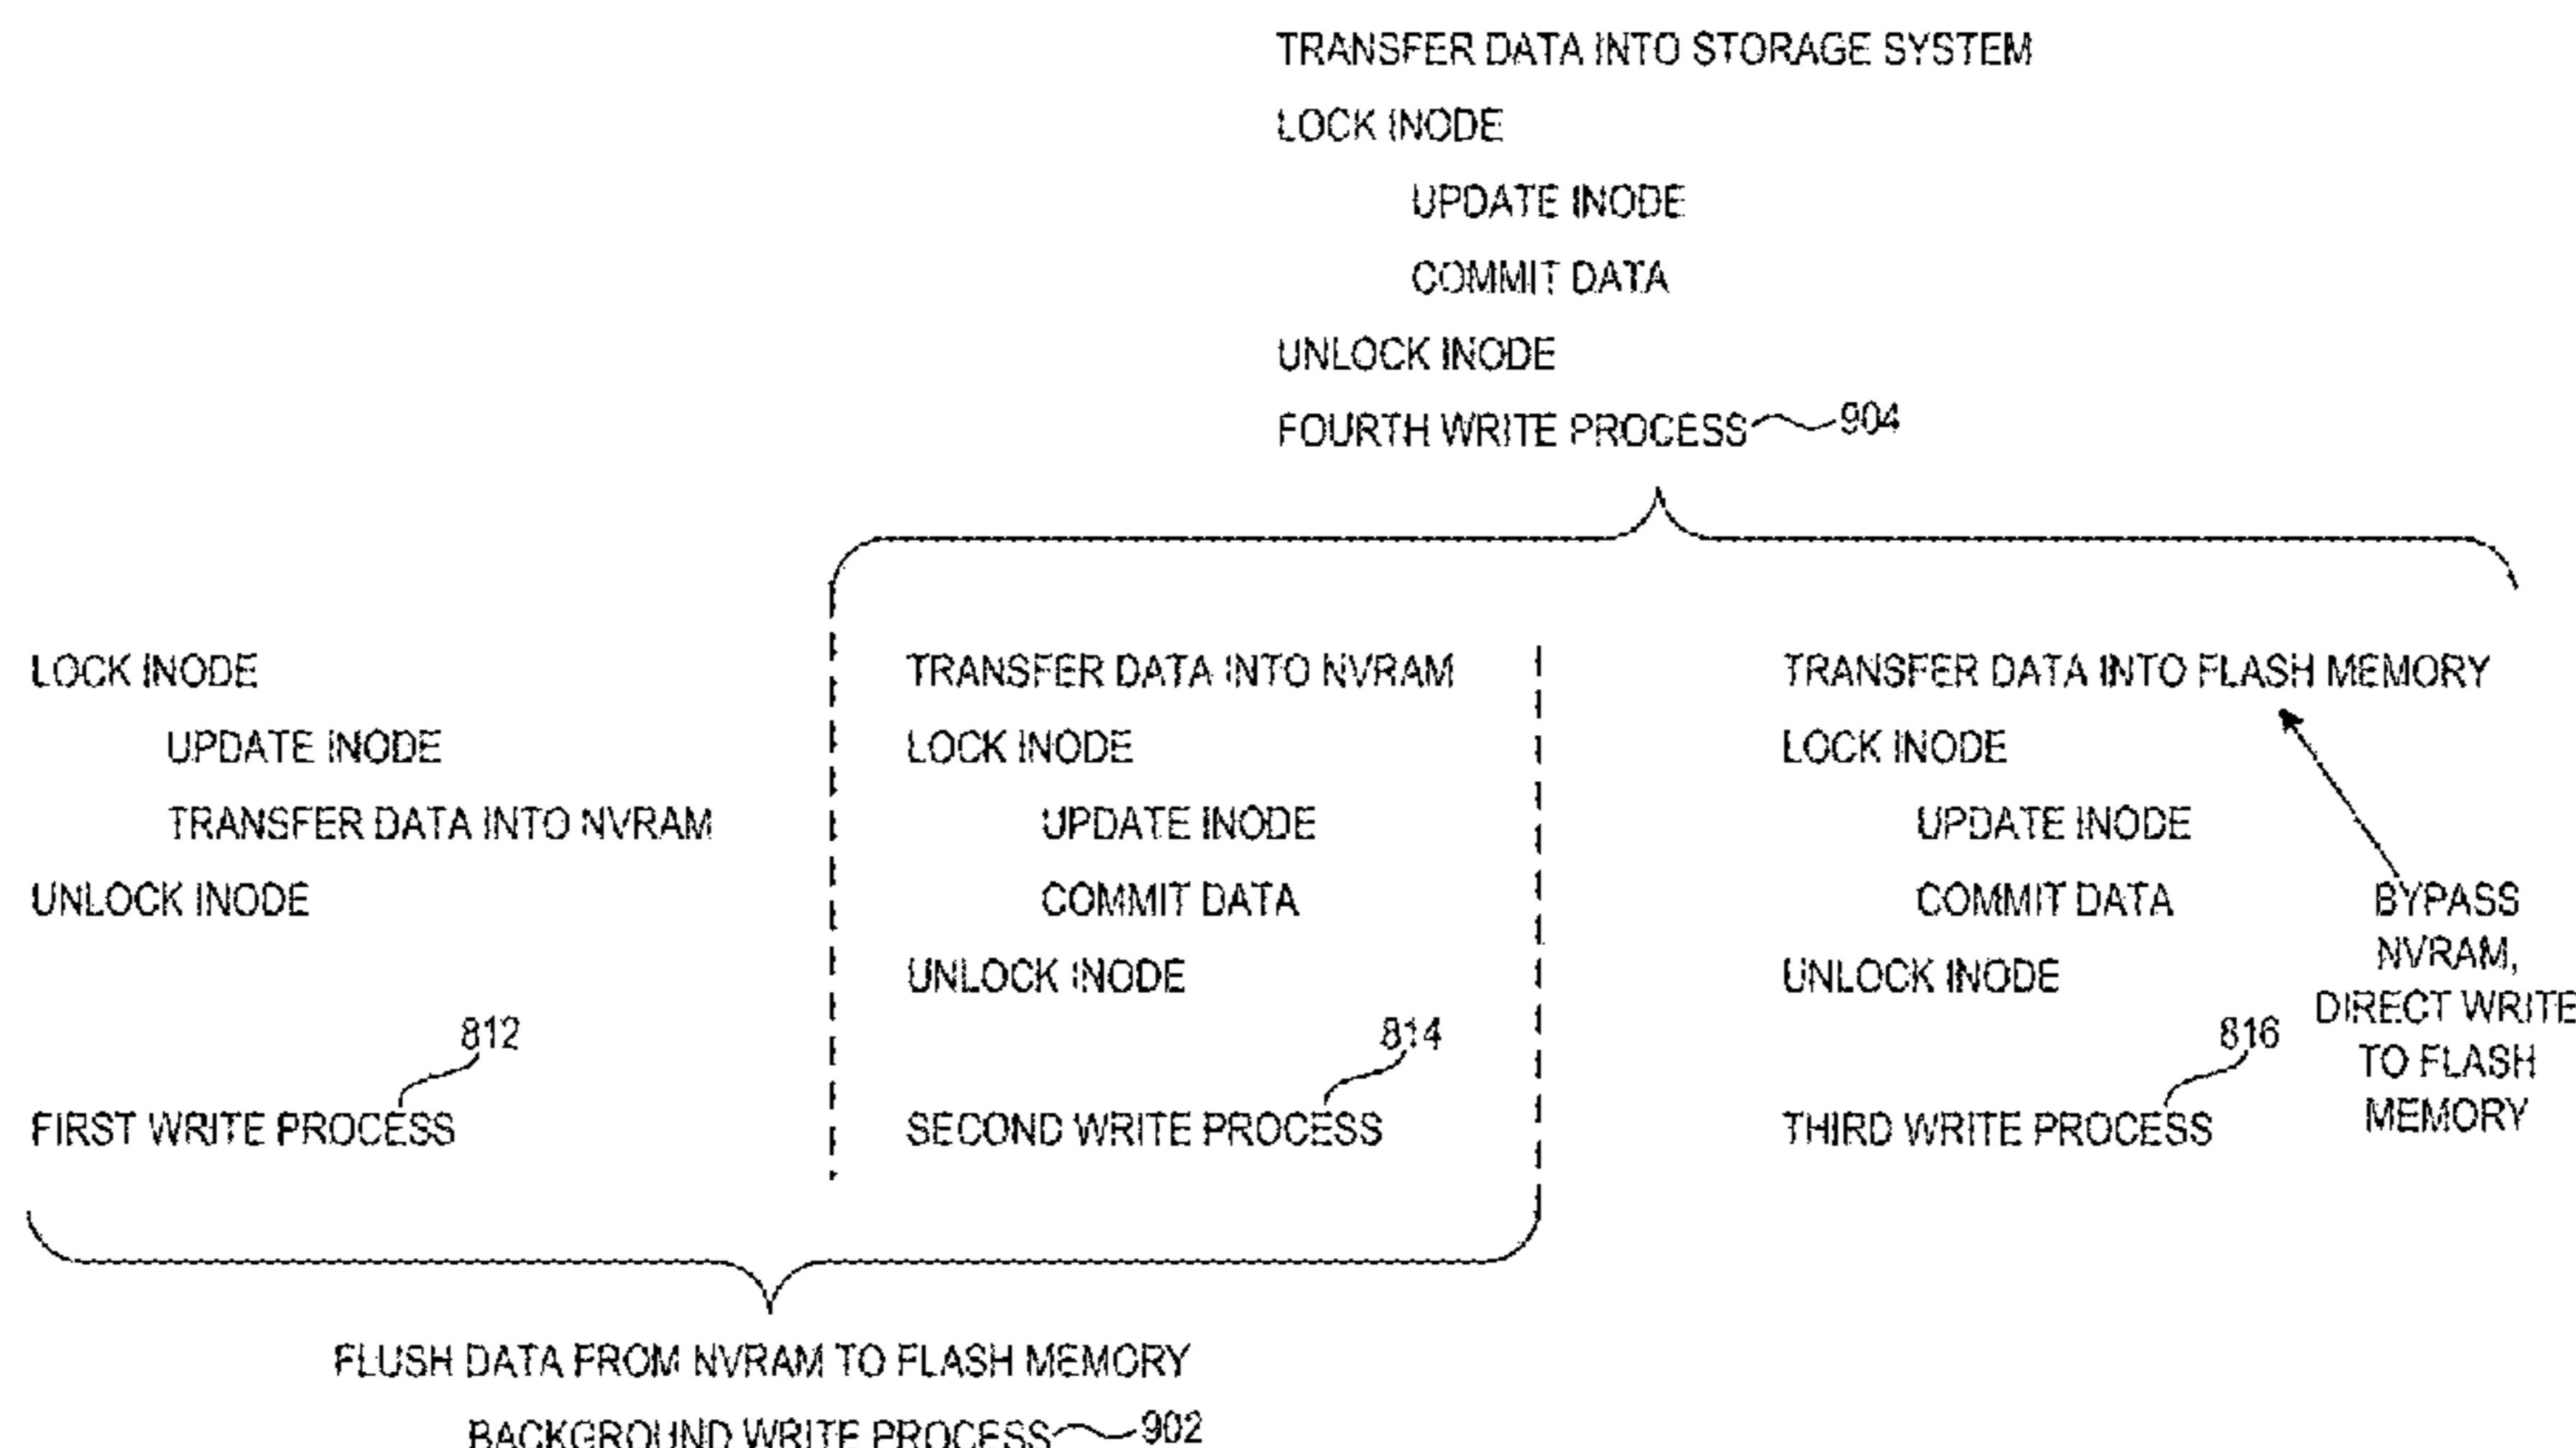 TRANSFER DATA INTO STORAGE SYSTEM
LOCK INODE
UPDATE INODE
COMMIT DATA
UNLOCK INODE
FOURTH WRITE PROCESS 904
LOCK INODE
UPDATE INODE
TRANSFER DATA INTO NVRAM
UNLOCK INODE
812
FIRST WRITE PROCESS
TRANSFER DATA INTO NVRAM
LOCK INODE
UPDATE INODE
COMMIT DATA
UNLOCK INODE
814
SECOND WRITE PROCESS
TRANSFER DATA INTO FLASH MEMORY
LOCK INODE
UPDATE INODE
COMMIT DATA
UNLOCK INODE
816
THIRD WRITE PROCESS
BYPASS
NVRAM,
DIRECT WRITE
TO FLASH
MEMORY
FLUSH DATA FROM NVRAM TO FLASH MEMORY
BACKGROUND WRITE PROCESS 902